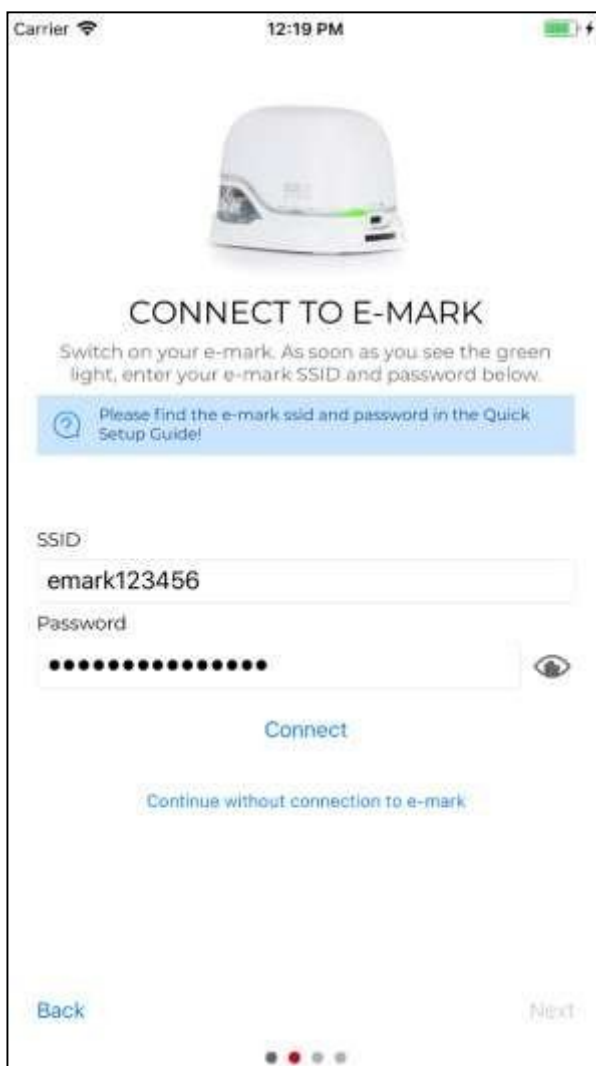 Carrier
12:19 PM
CONNECT TO E-MARK
Switch on your e-mark. As soon as you see the green
light, enter your e-mark SSID and password below.
Please find the e-mark ssid and password in the Quick
Setup Guide!
SSID
emark123456
Password
●●●●●●●●●●●●●●●
Connect
Continue without connection to e-mark
Back
Next